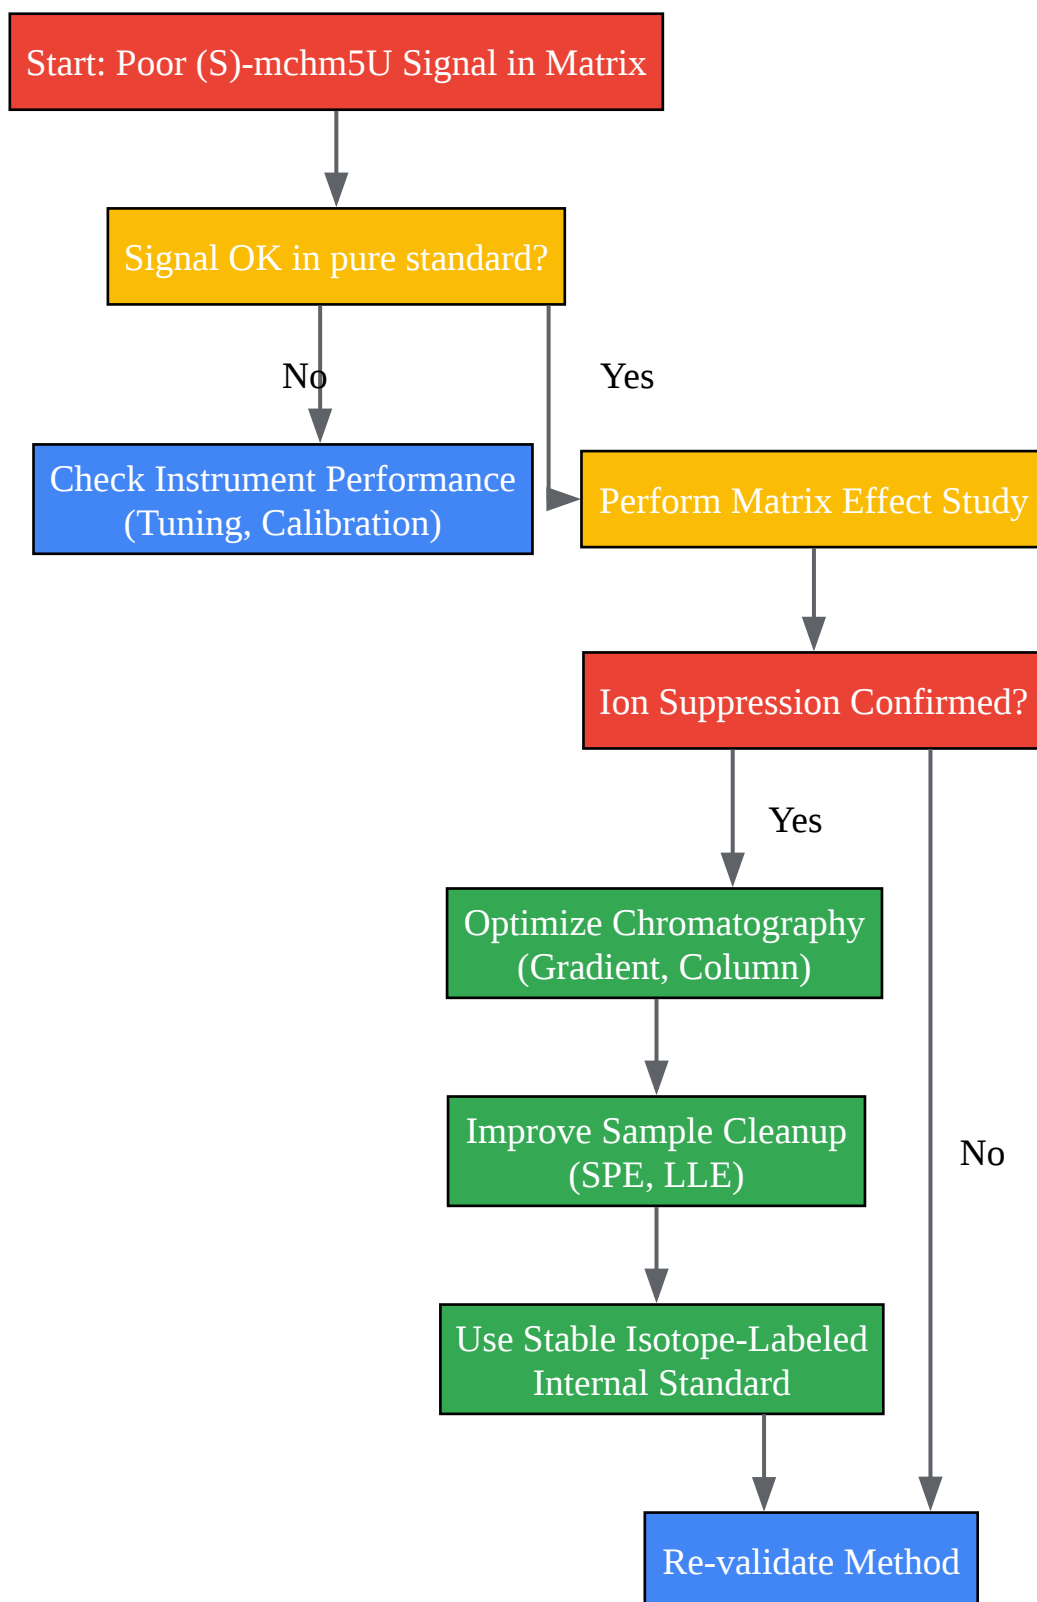 Start: Poor (S)-mchm5U Signal in Matrix
Signal OK in pure standard?
No
Yes
Check Instrument Performance
(Tuning, Calibration)
Perform Matrix Effect Study
Ion Suppression Confirmed?
Yes
Optimize Chromatography
(Gradient, Column)
Improve Sample Cleanup
(SPE, LLE)
No
Use Stable Isotope-Labeled
Internal Standard
Re-validate Method